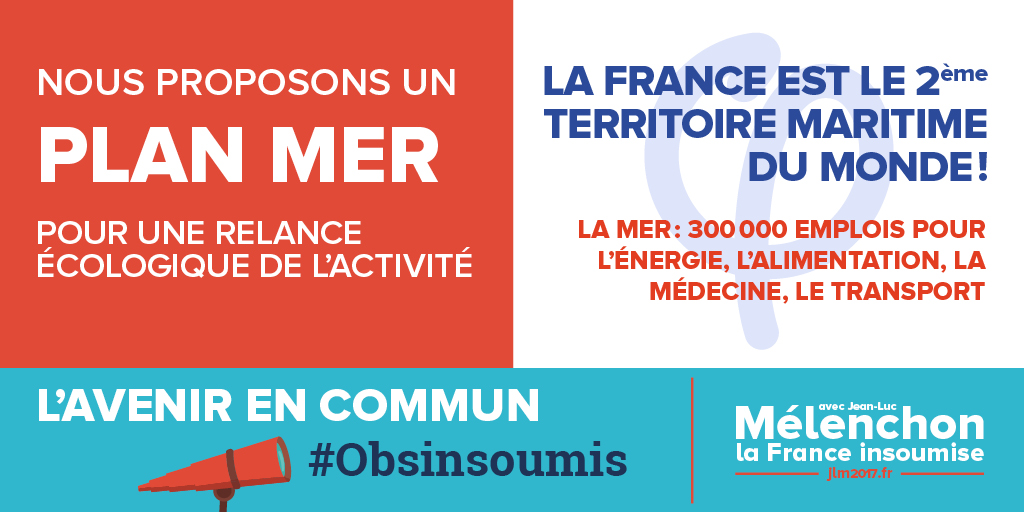 NOUS PROPOSONS UN
PLAN MER
POUR UNE RELANCE
ÉCOLOGIQUE DE L’ACTIVITÉ
LA FRANCE EST LE 2ème
TERRITOIRE MARITIME
DU MONDE !
LA MER : 300 000 EMPLOIS POUR
L’ÉNERGIE, L’ALIMENTATION, LA
MÉDECINE, LE TRANSPORT
L’AVENIR EN COMMUN
#Obsinsoumis
avec Jean-Luc
Mélenchon
la France insoumise
jlm2017.fr